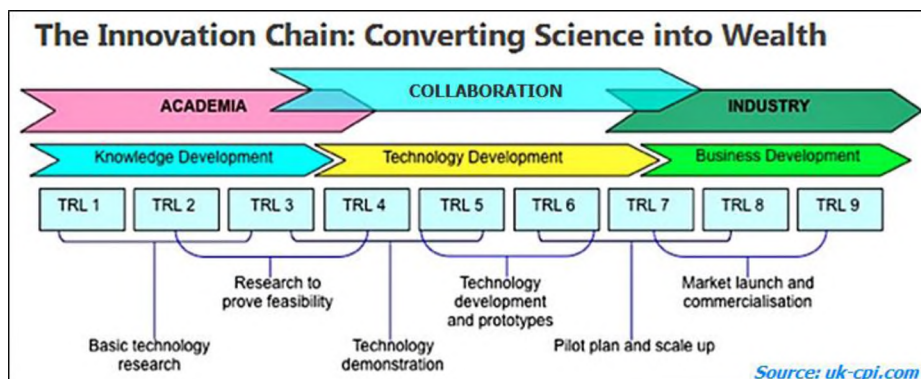 The Innovation Chain: Converting Science into Wealth
COLLABORATION
ACADEMIA
INDUSTRY
Knowledge Development
Technology Development
Business Development
TRL 1
TRL 2
TRL 3
TRL 4
TRL 5
TRL 6
TRL 7
TRL 8
TRL 9
Research to
prove feasibility
Technology
development
and prototypes
Market launch and
commercialisation
Basic technology
research
Technology
demonstration
Pilot plan and scale up
Source: uk-cpi.com